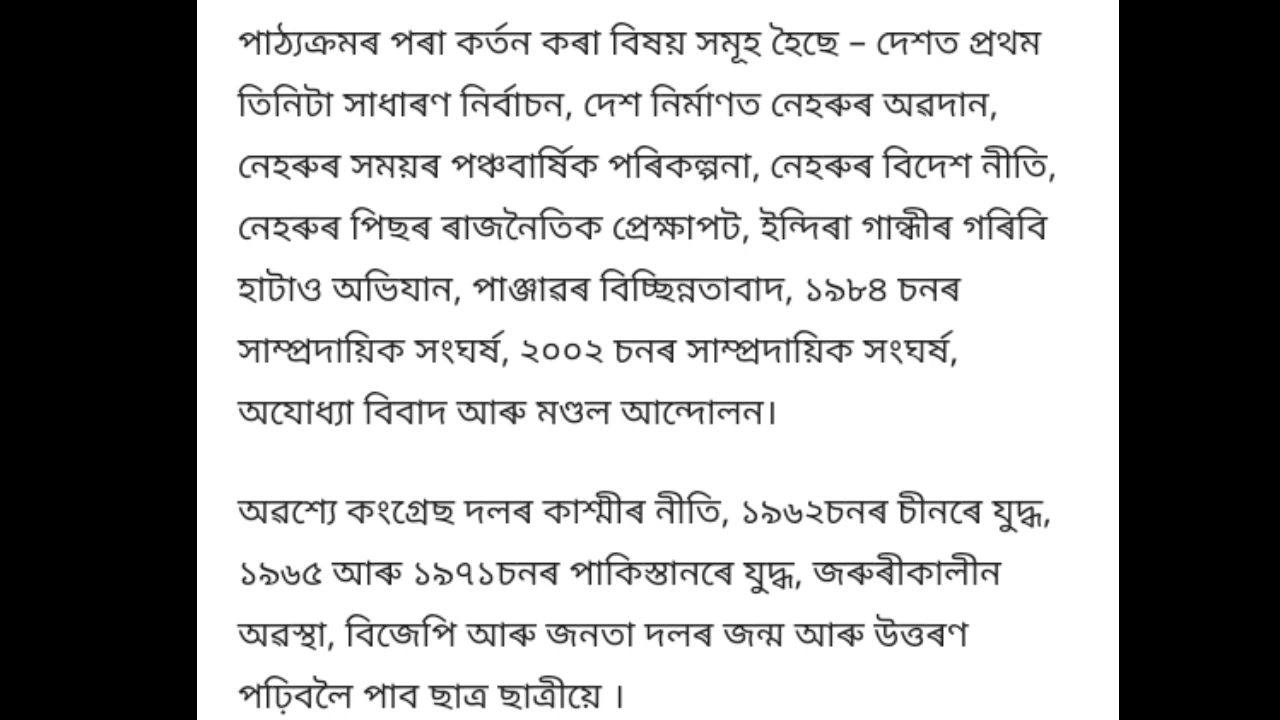 পাঠ্যক্ৰমৰ পৰা কৰ্তন কৰা বিষয় সমূহ হৈছে – দেশত প্ৰথম
তিনিটা সাধাৰণ নিৰ্বাচন, দেশ নিৰ্মাণত নেহৰুৰ অৱদান,
নেহৰুৰ সময়ৰ পঞ্চবাৰ্ষিক পৰিকল্পনা, নেহৰুৰ বিদেশ নীতি,
নেহৰুৰ পিছৰ ৰাজনৈতিক প্ৰেক্ষাপট, ইন্দিৰা গান্ধীৰ গৰিবি
হাটাও অভিযান, পাঞ্জাৱৰ বিচ্ছিন্নতাবাদ, ১৯৮৪ চনৰ
সাম্প্ৰদায়িক সংঘৰ্ষ, ২০০২ চনৰ সাম্প্ৰদায়িক সংঘৰ্ষ,
অযোধ্যা বিবাদ আৰু মণ্ডল আন্দোলন।
অৱশ্যে কংগ্ৰেছ দলৰ কাশ্মীৰ নীতি, ১৯৬২চনৰ চীনৰে যুদ্ধ,
১৯৬৫ আৰু ১৯৭১চনৰ পাকিস্তানৰে যুদ্ধ, জৰুৰীকালীন
অৱস্থা, বিজেপি আৰু জনতা দলৰ জন্ম আৰু উত্তৰণ
পঢ়িবলৈ পাব ছাত্ৰ ছাত্ৰীয়ে ।